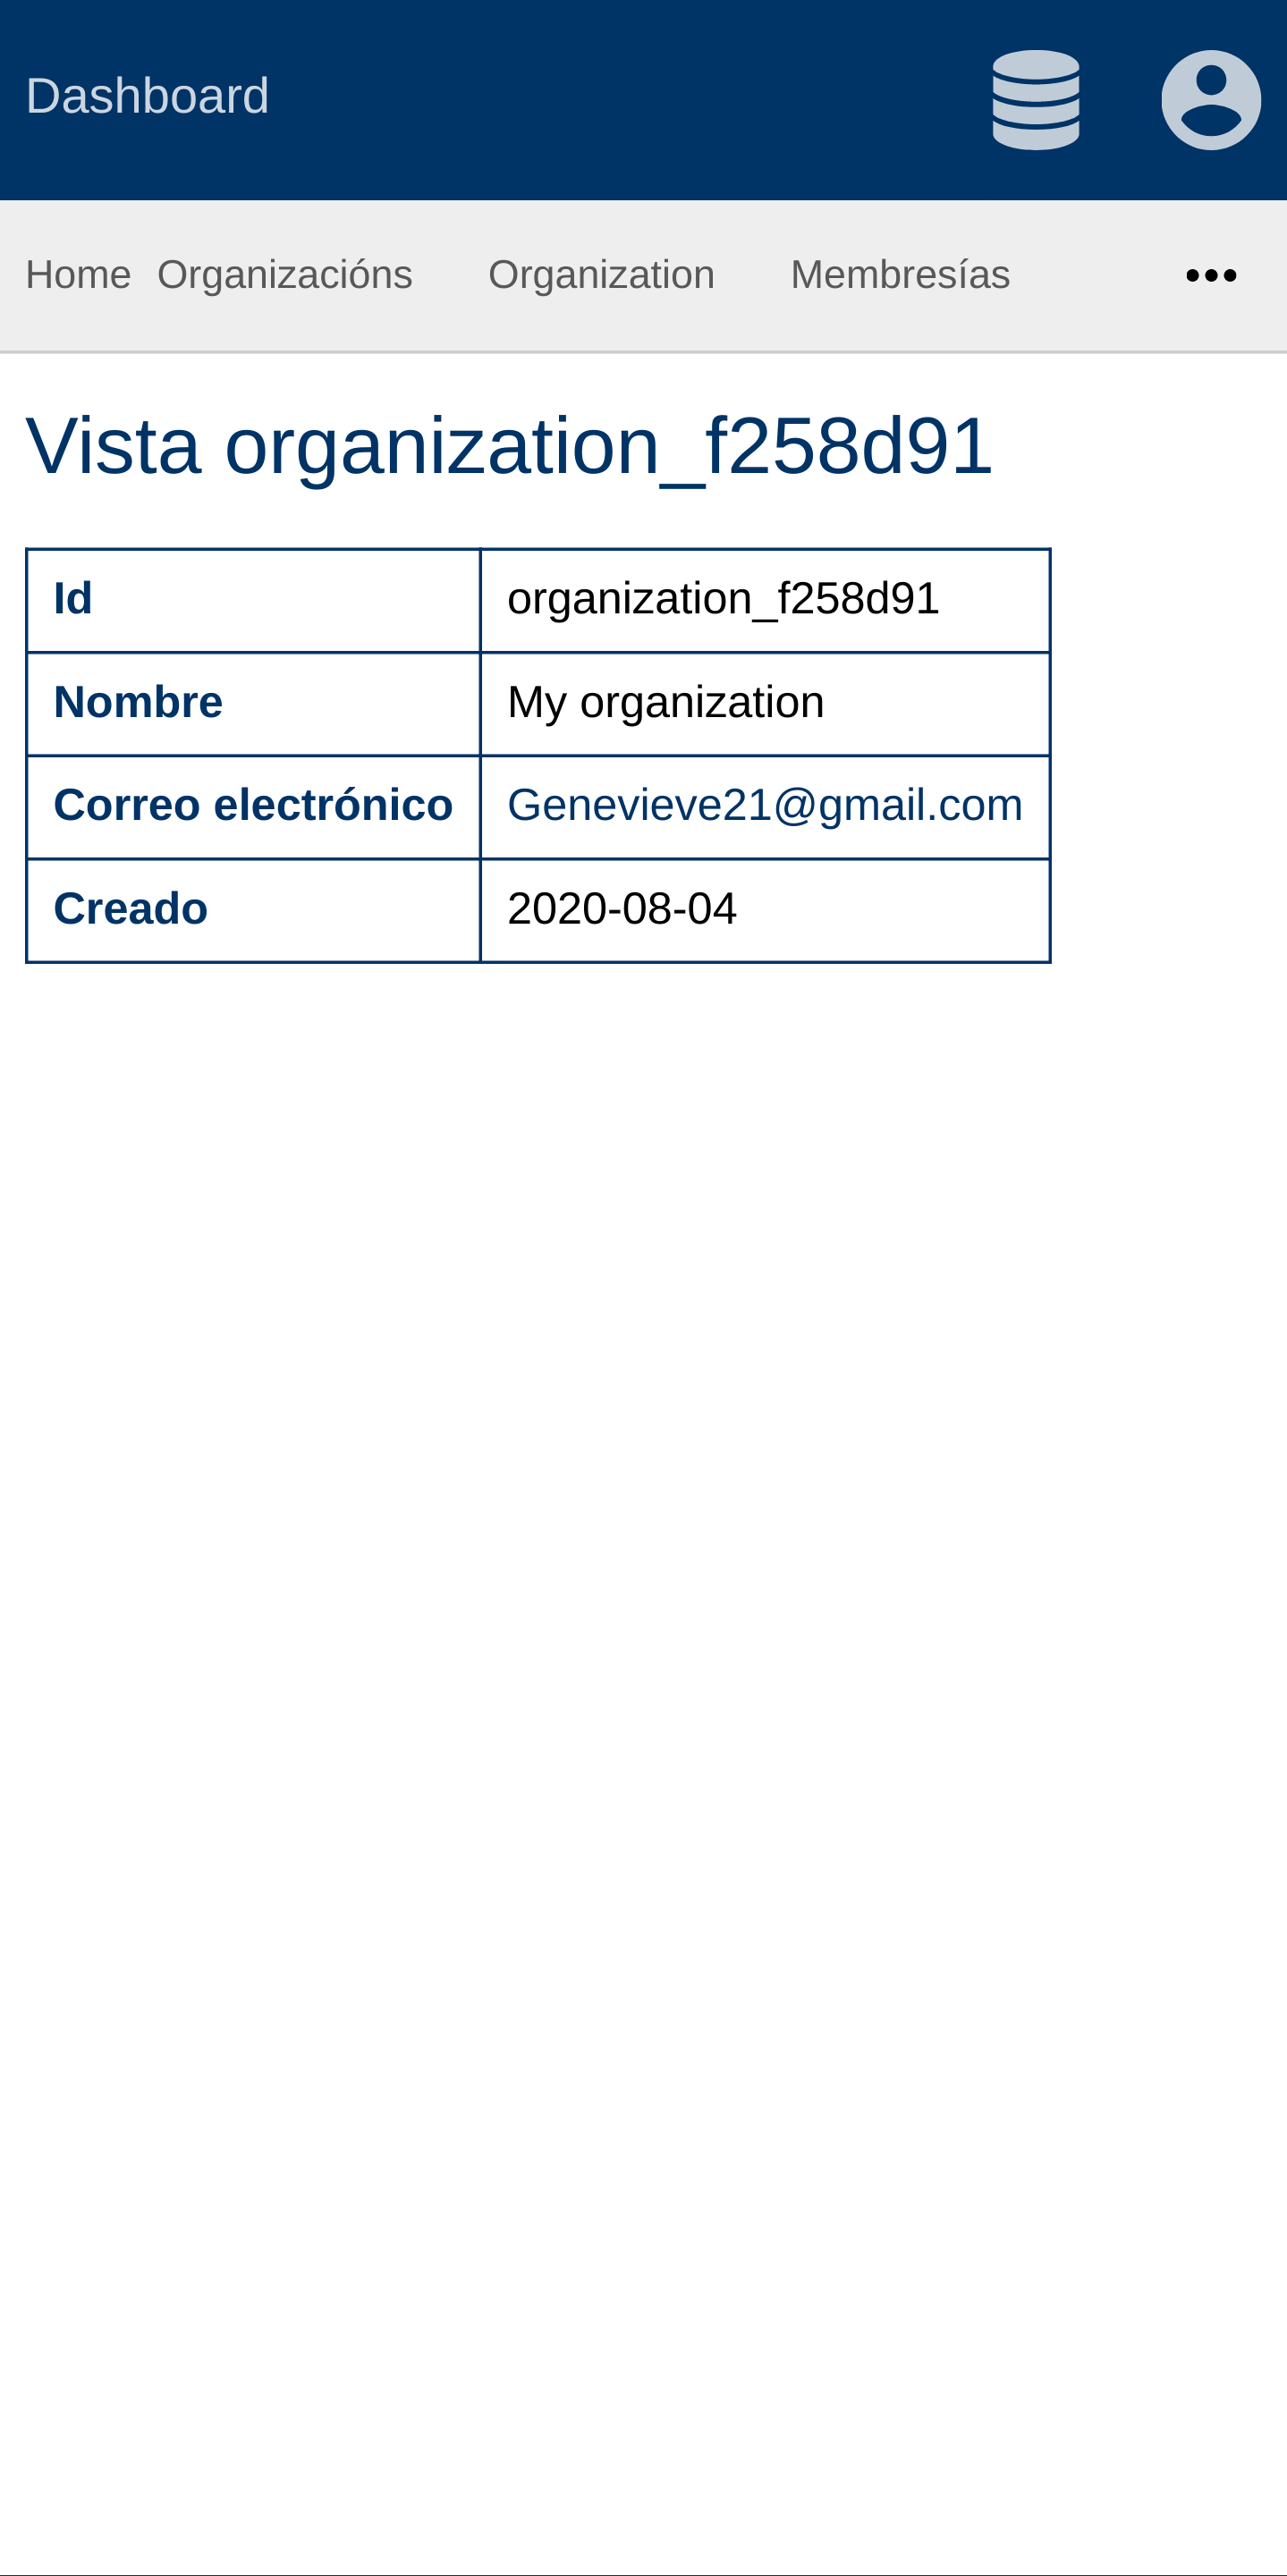 Dashboard
Home Organizacións Organization Membresías
Vista organization_f258d91
Id organization_f258d91
Nombre My organization
Correo electrónico Genevieve21@gmail.com
Creado 2020-08-04